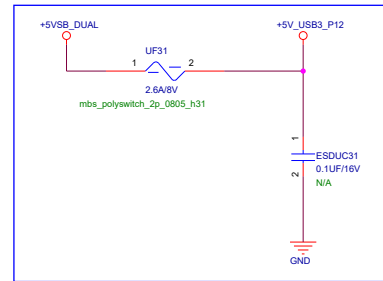 +5VSB_DUAL
+5V_USB3_P12
UF31
1
2
2.6A/8V
mbs_polyswitch_2p_0805_h31
1
ESDUC31
0.1UF/16V
2
N/A
GND